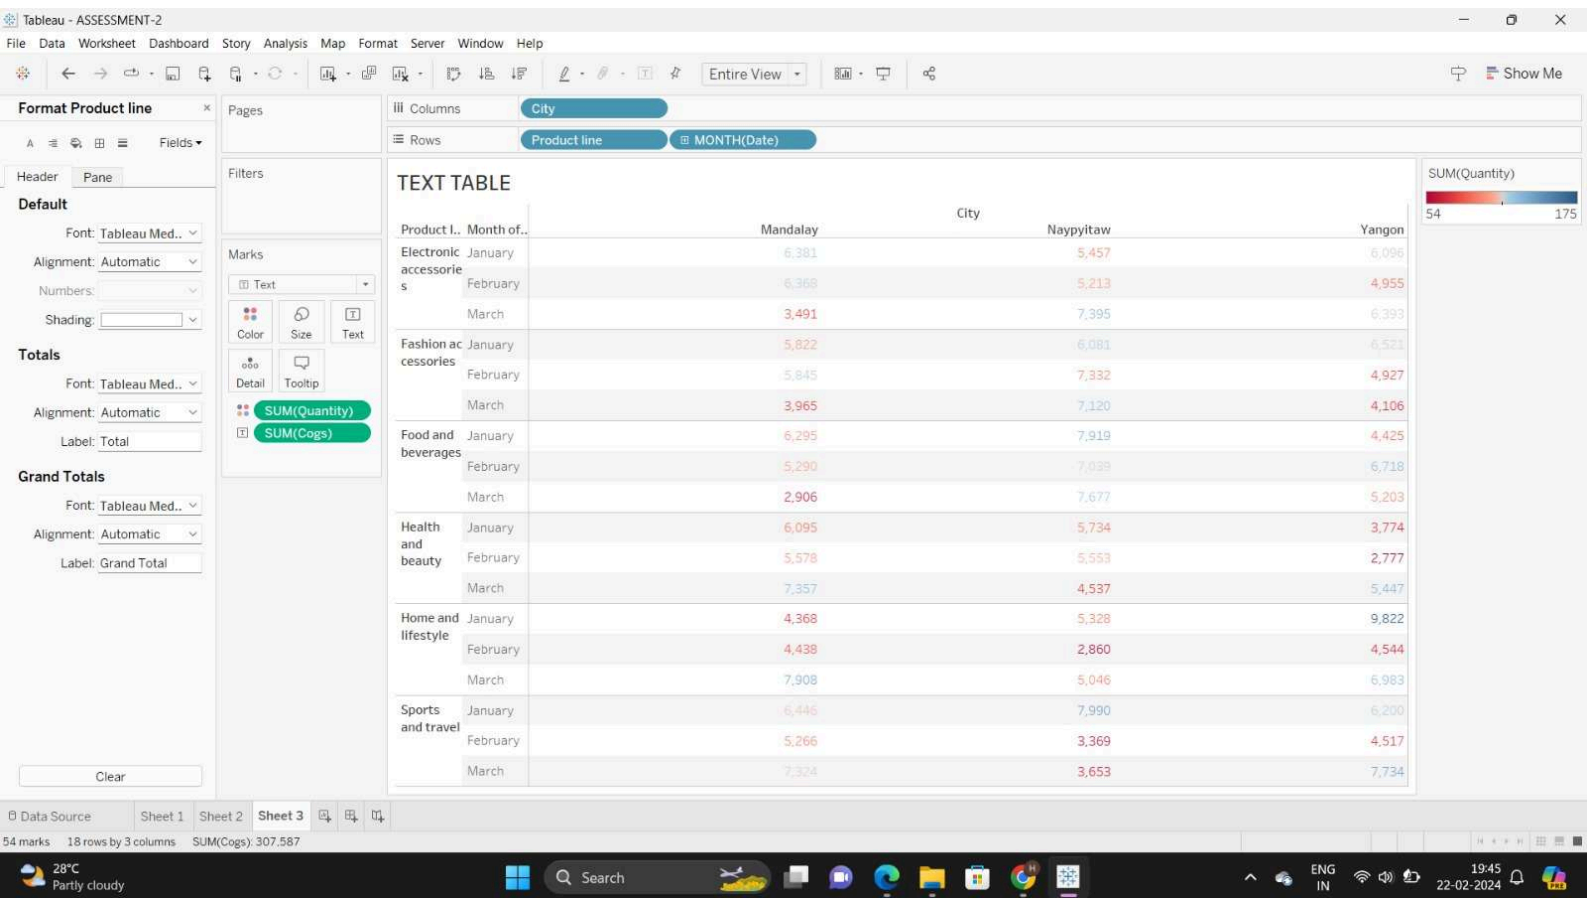 Tableau - ASSESSMENT-2
File Data Worksheet Dashboard Story Analysis Map Format Server Window Help
Entire View
Show Me
Format Product line
Fields
Header Pane
Default
Font: Tableau Med..
Alignment: Automatic
Numbers:
Shading:
Totals
Font: Tableau Med..
Alignment: Automatic
Label: Total
Grand Totals
Font: Tableau Med..
Alignment: Automatic
Label: Grand Total
Clear
Pages
Filters
Marks
Text
Color Size Text
Detail Tooltip
SUM(Quantity)
SUM(Cogs)
Columns City
Rows Product line MONTH(Date)
TEXT TABLE
City
Product l.. Month of.. Mandalay Naypyitaw Yangon
Electronic January 6,381 5,457 6,096
accessorie
s February 6,368 5,213 4,955
March 3,491 7,395 6,393
Fashion ac January 5,822 6,081 6,521
cessories
February 5,845 7,332 4,927
March 3,965 7,120 4,106
Food and January 6,295 7,919 4,425
beverages
February 5,290 7,039 6,718
March 2,906 7,677 5,203
Health January 6,095 5,734 3,774
and
beauty February 5,578 5,553 2,777
March 7,357 4,537 5,447
Home and January 4,368 5,328 9,822
lifestyle
February 4,438 2,860 4,544
March 7,908 5,046 6,983
Sports January 6,446 7,990 6,200
and travel
February 5,266 3,369 4,517
March 7,324 3,653 7,734
SUM(Quantity)
54 175
Data Source Sheet 1 Sheet 2 Sheet 3
54 marks 18 rows by 3 columns SUM(Cogs): 307,587
28°C
Partly cloudy
Search
ENG
IN
19:45
22-02-2024
PRE